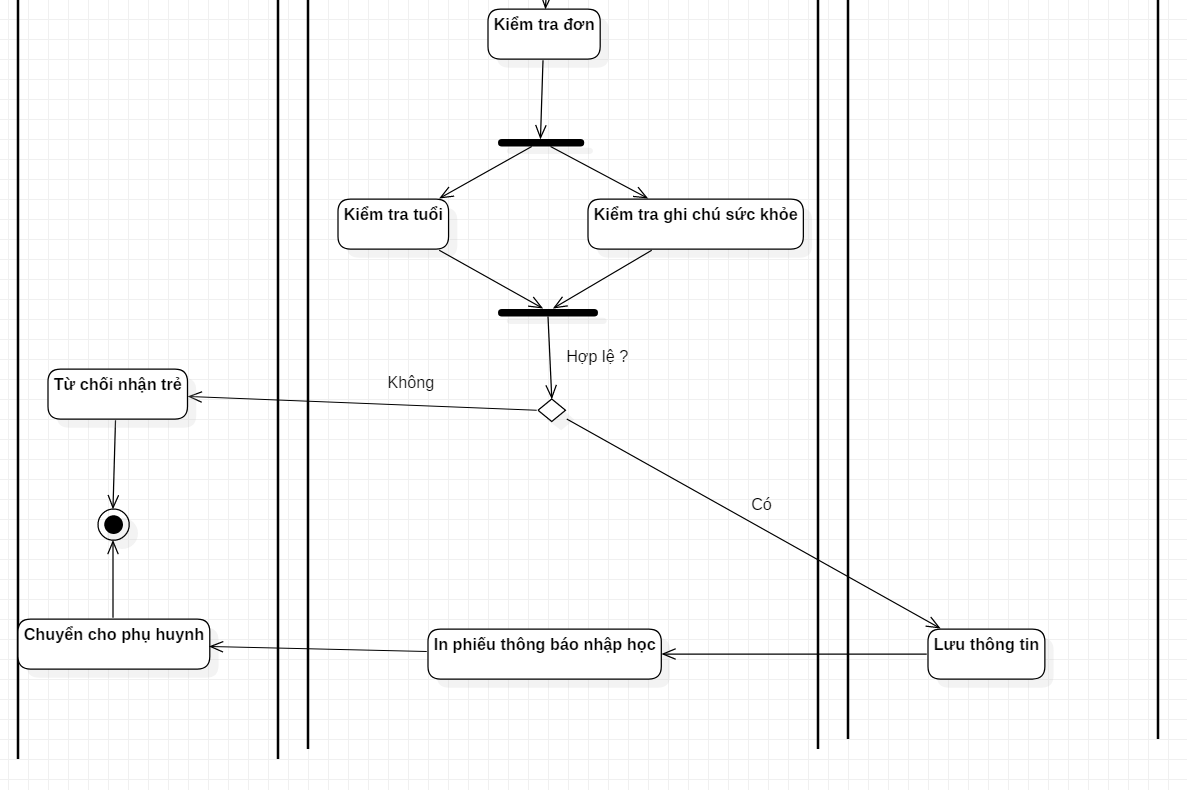 Kiểm tra đơn
Kiểm tra tuổi
Kiểm tra ghi chú sức khỏe
Hợp lệ ?
Không
Từ chối nhận trẻ
Có
Chuyển cho phụ huynh
In phiếu thông báo nhập học
Lưu thông tin